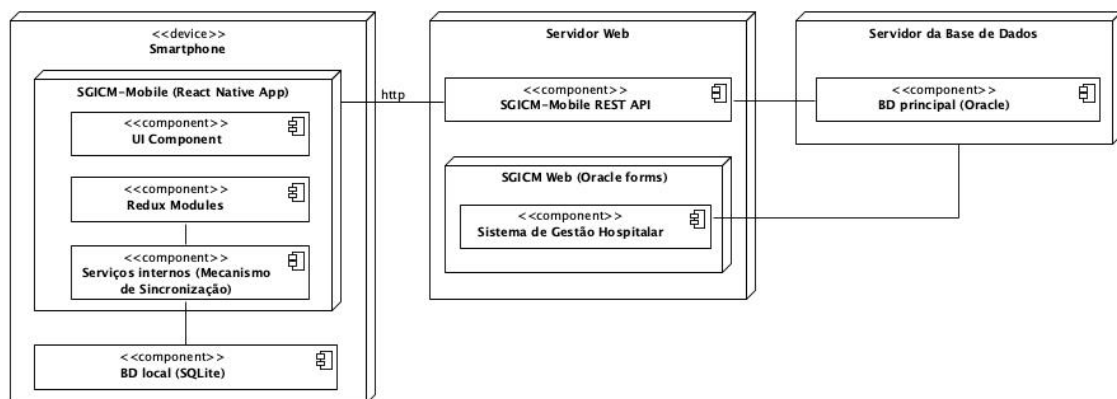 <<device>>
Smartphone
SGICM-Mobile (React Native App)
<<component>>
UI Component
<<component>>
Redux Modules
<<component>>
Serviços internos (Mecanismo
de Sincronização)
<<component>>
BD local (SQLite)
http
Servidor Web
<<component>>
SGICM-Mobile REST API
SGICM Web (Oracle forms)
<<component>>
Sistema de Gestão Hospitalar
Servidor da Base de Dados
<<component>>
BD principal (Oracle)